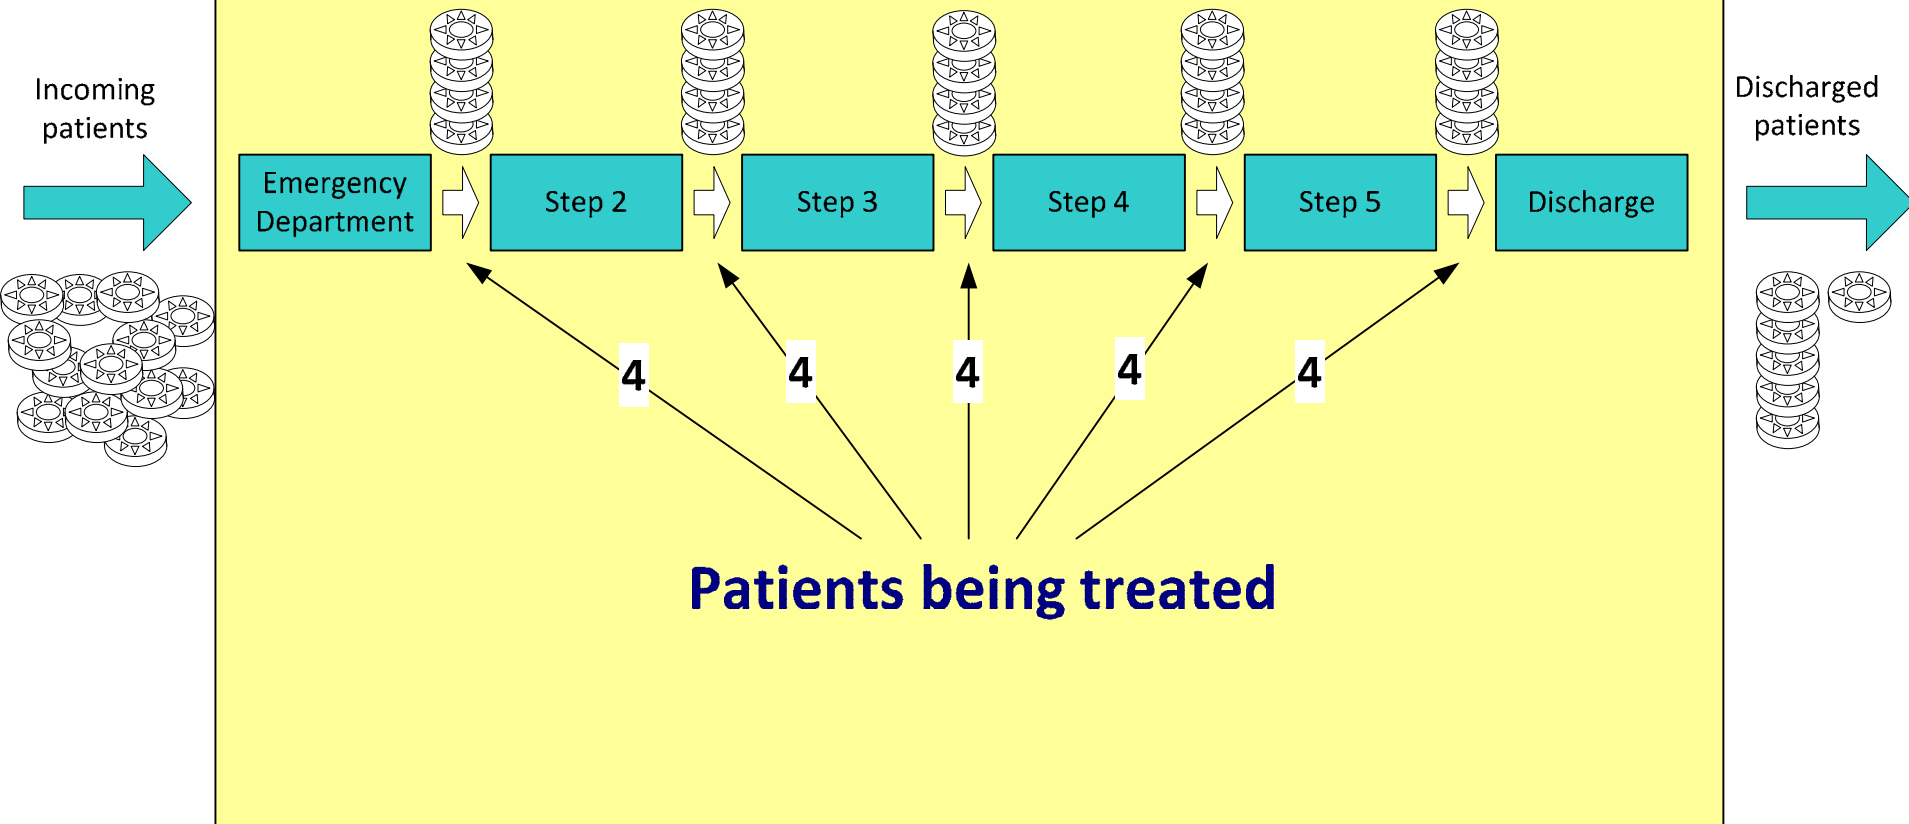 Incoming
patients
Emergency
Department
Step 2
Step 3
Step 4
Step 5
Discharge
Discharged
patients
4
4
4
4
4
Patients being treated